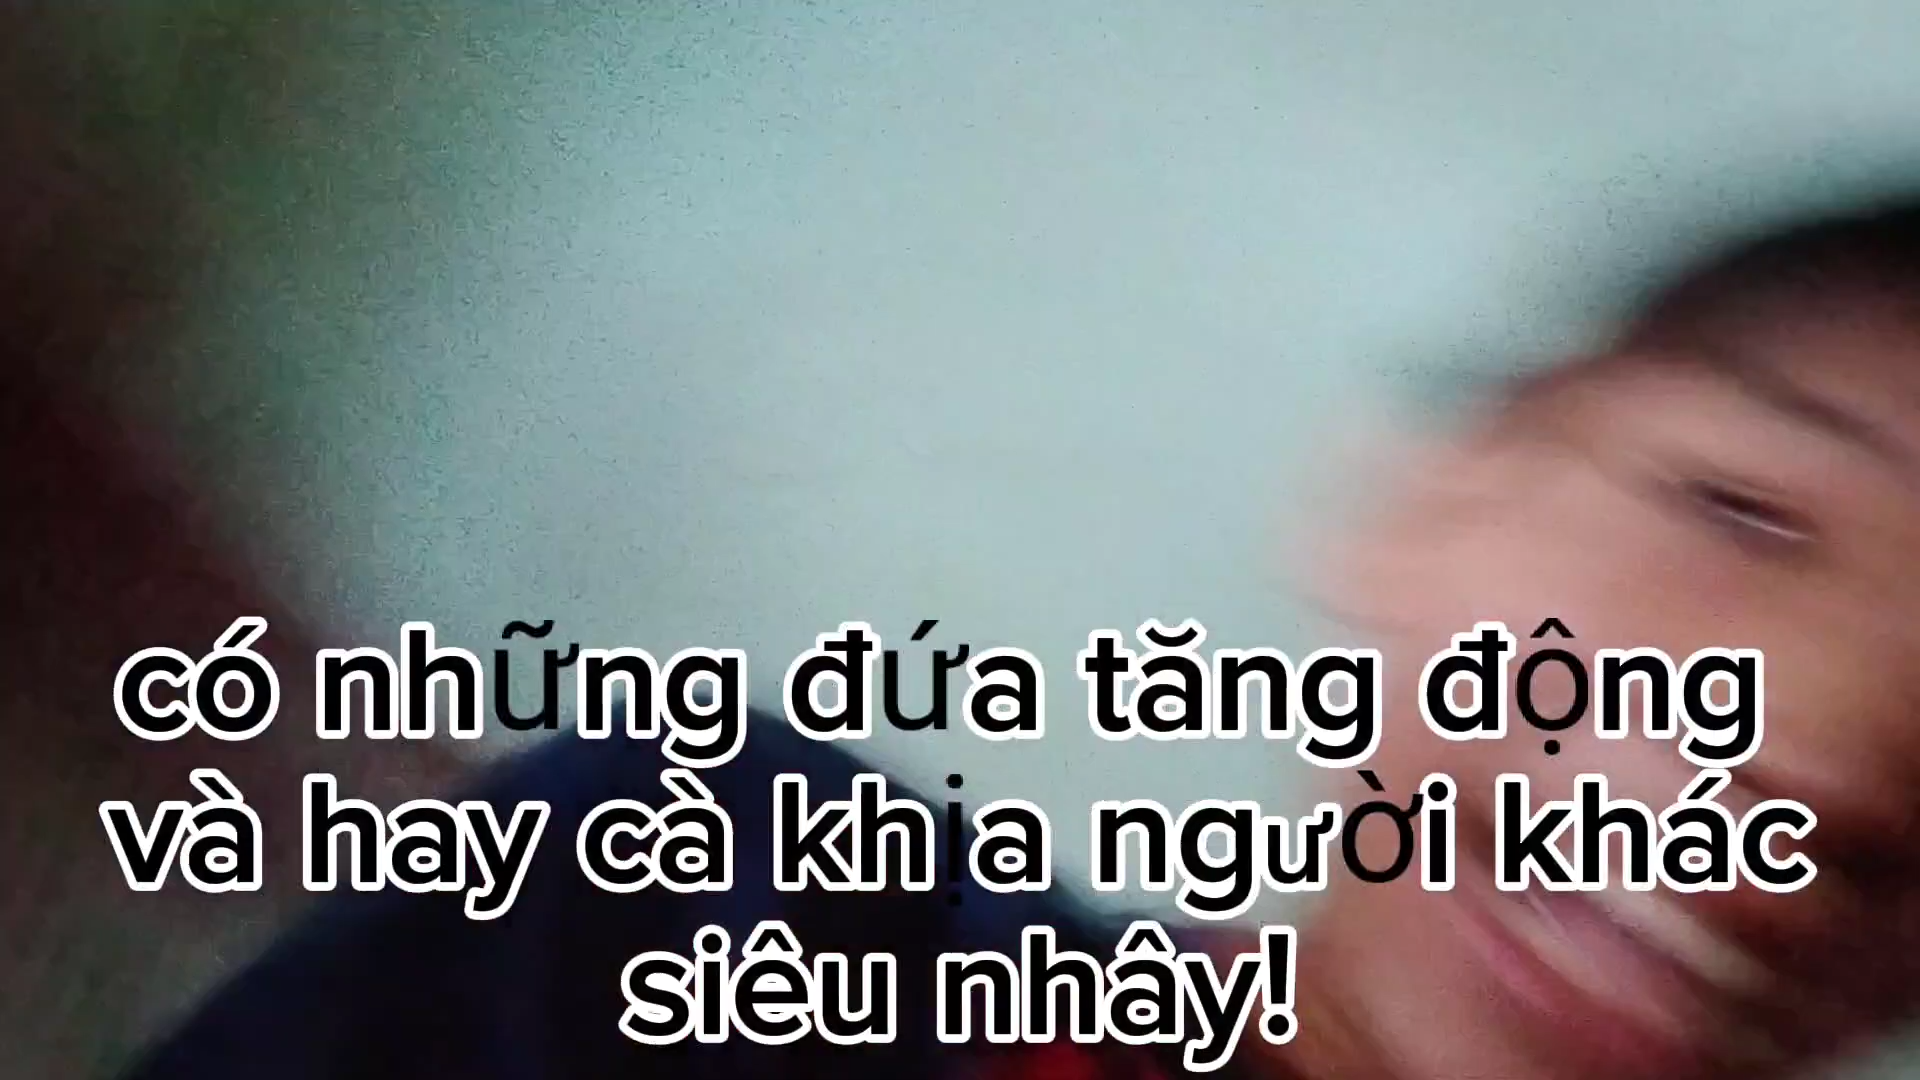 có những đứa tăng động
và hay cà khịa người khác
siêu nhây!